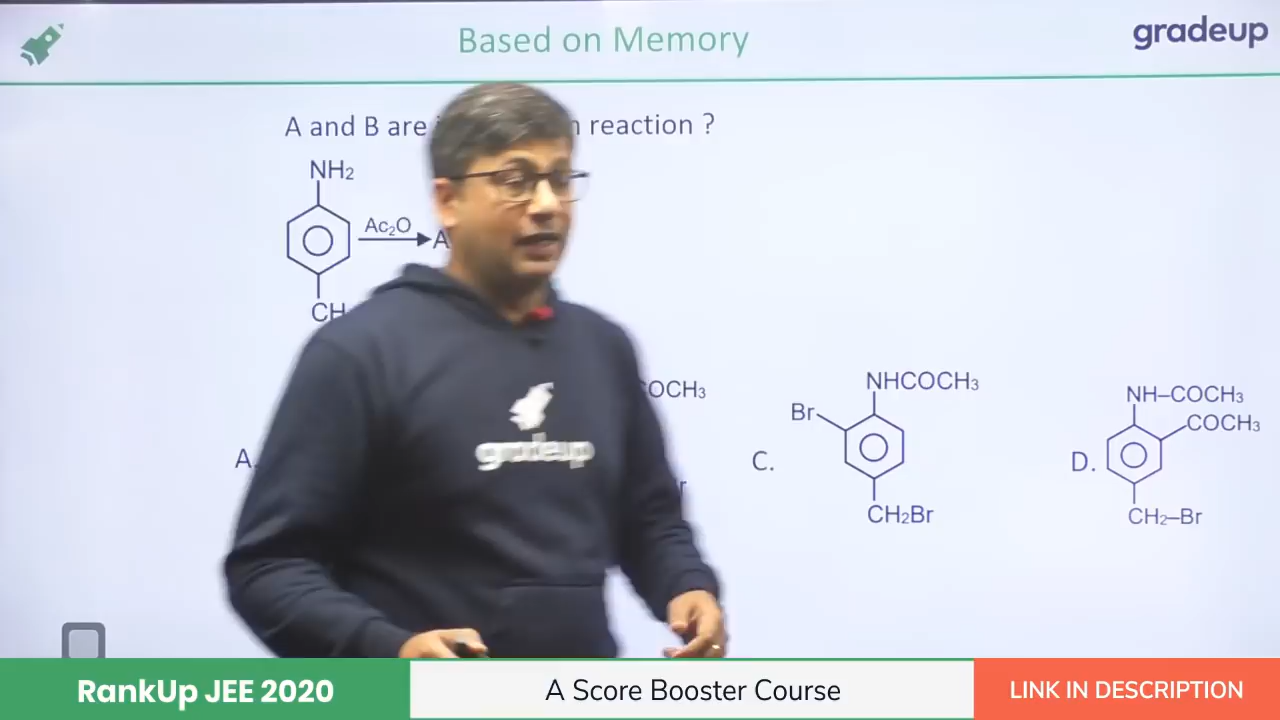 Based on Memory
gradeup
A and B are reaction ?
NH₂
Ac₂O
A
CH
OCH₃
A.
NHCOCH₃
Br
C.
CH₂Br
NH–COCH₃
COCH₃
D.
CH₂–Br
gradeup
RankUp JEE 2020
A Score Booster Course
LINK IN DESCRIPTION